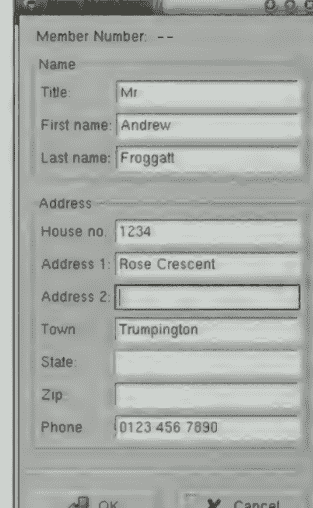 Member Number: --
Name
Title: Mr
First name: Andrew
Last name: Froggatt
Address
House no. 1234
Address 1: Rose Crescent
Address 2:
Town Trumpington
State:
Zip:
Phone 0123 456 7890
OK Cancel